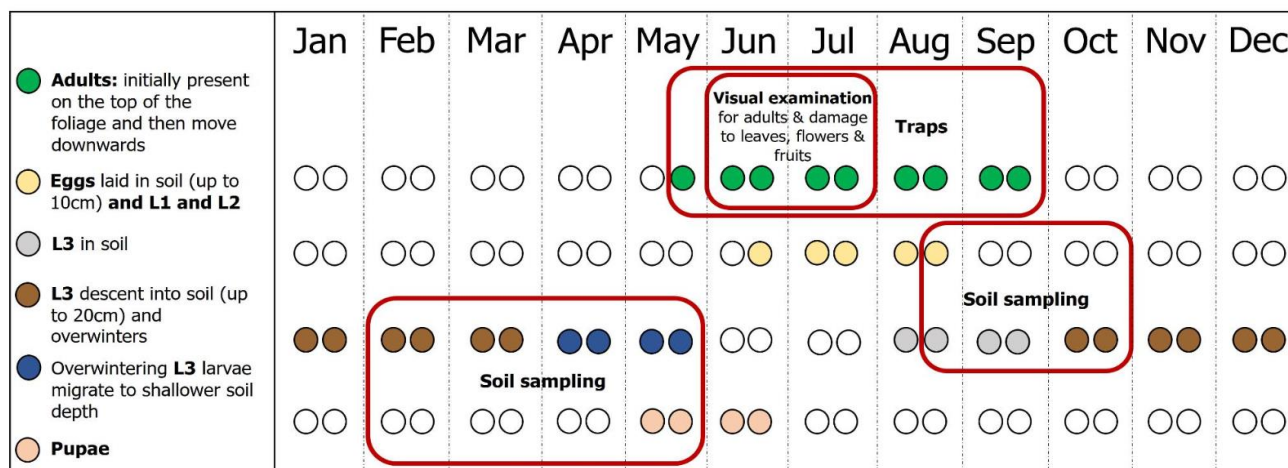 Jan Feb Mar Apr May Jun Jul Aug Sep Oct Nov Dec
Adults: initially present
on the top of the
foliage and then move
downwards
Eggs laid in soil (up to
10cm) and L1 and L2
L3 in soil
L3 descent into soil (up
to 20cm) and
overwinters
Overwintering L3 larvae
migrate to shallower soil
depth
Pupae
Visual examination
for adults & damage
to leaves, flowers &
fruits
Traps
Soil sampling
Soil sampling